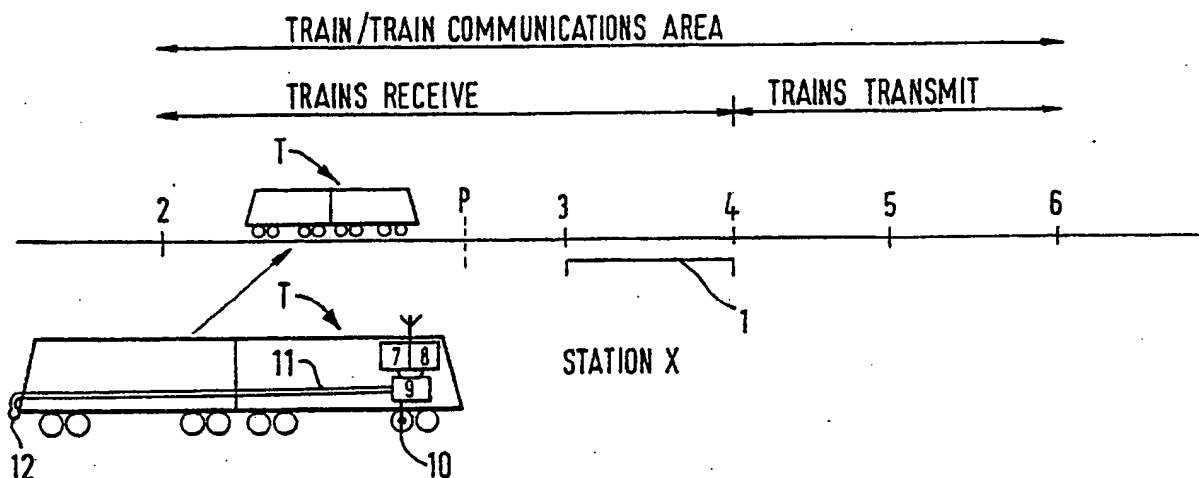 TRAIN/TRAIN COMMUNICATIONS AREA
TRAINS RECEIVE TRAINS TRANSMIT
T
2 P 3 4 5 6
T
1
7 8
11 STATION X
9
12 10